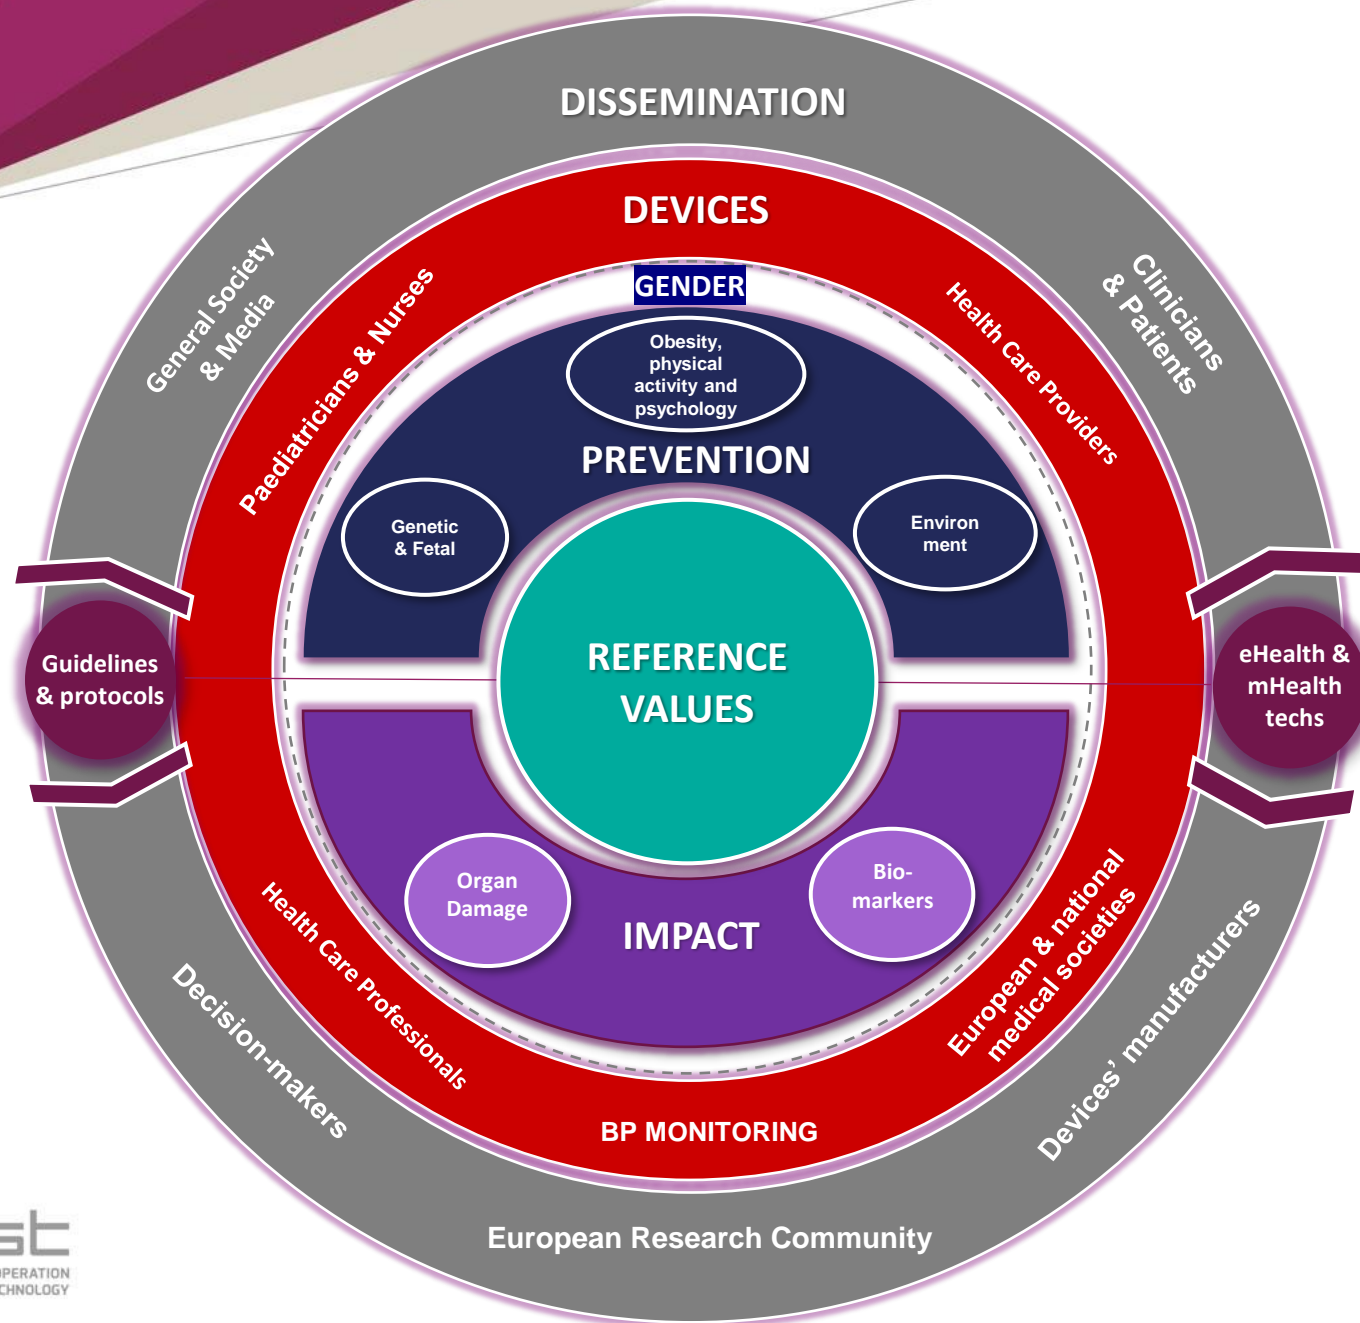 DISSEMINATION
DEVICES
GENDER
General Society
& Media
Paediatricians & Nurses
Health Care Providers
Clinicians
& Patients
Obesity,
physical
activity and
psychology
PREVENTION
Genetic
& Fetal
Environ
ment
Guidelines
& protocols
REFERENCE
VALUES
eHealth &
mHealth
techs
Organ
Damage
Bio-
markers
IMPACT
Health Care Professionals
European & national
medical societies
Decision-makers
Devices’ manufacturers
BP MONITORING
European Research Community